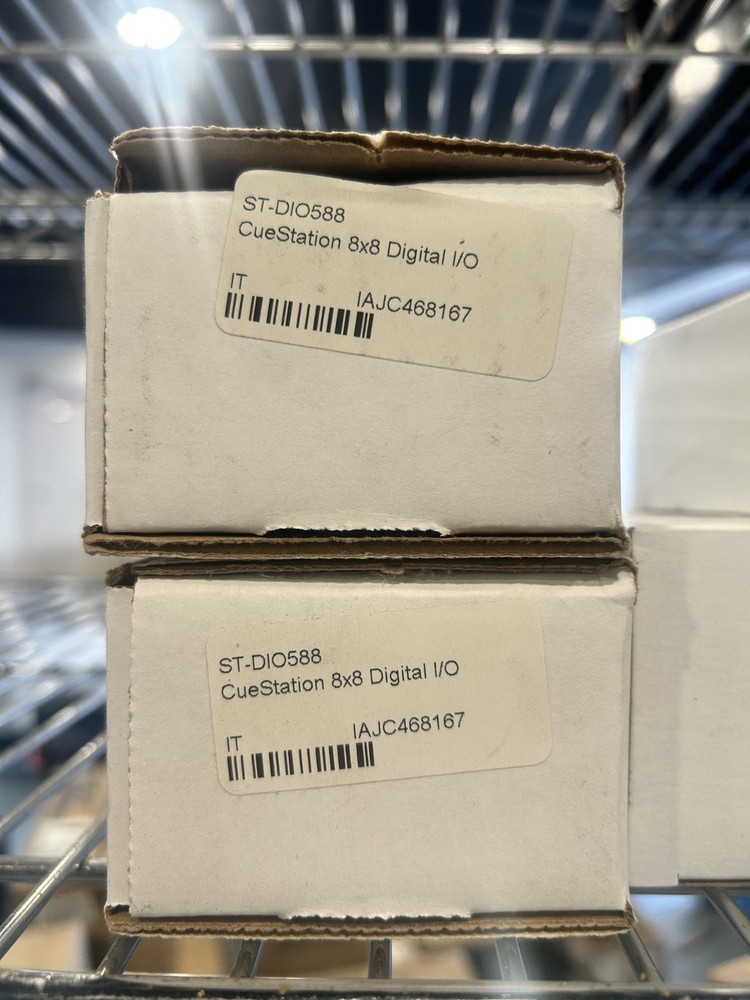 ST-DIO588
CueStation 8x8 Digital I/O
IT IAJC468167
ST-DIO588
CueStation 8x8 Digital I/O
IT IAJC468167